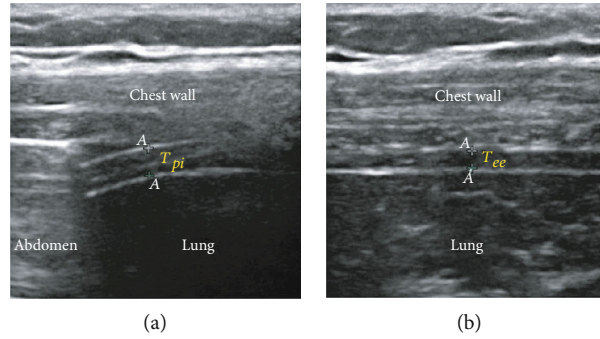 Chest wall
A
T pi
A
Abdomen
Lung
(a)
Chest wall
A
T ee
A
Lung
(b)